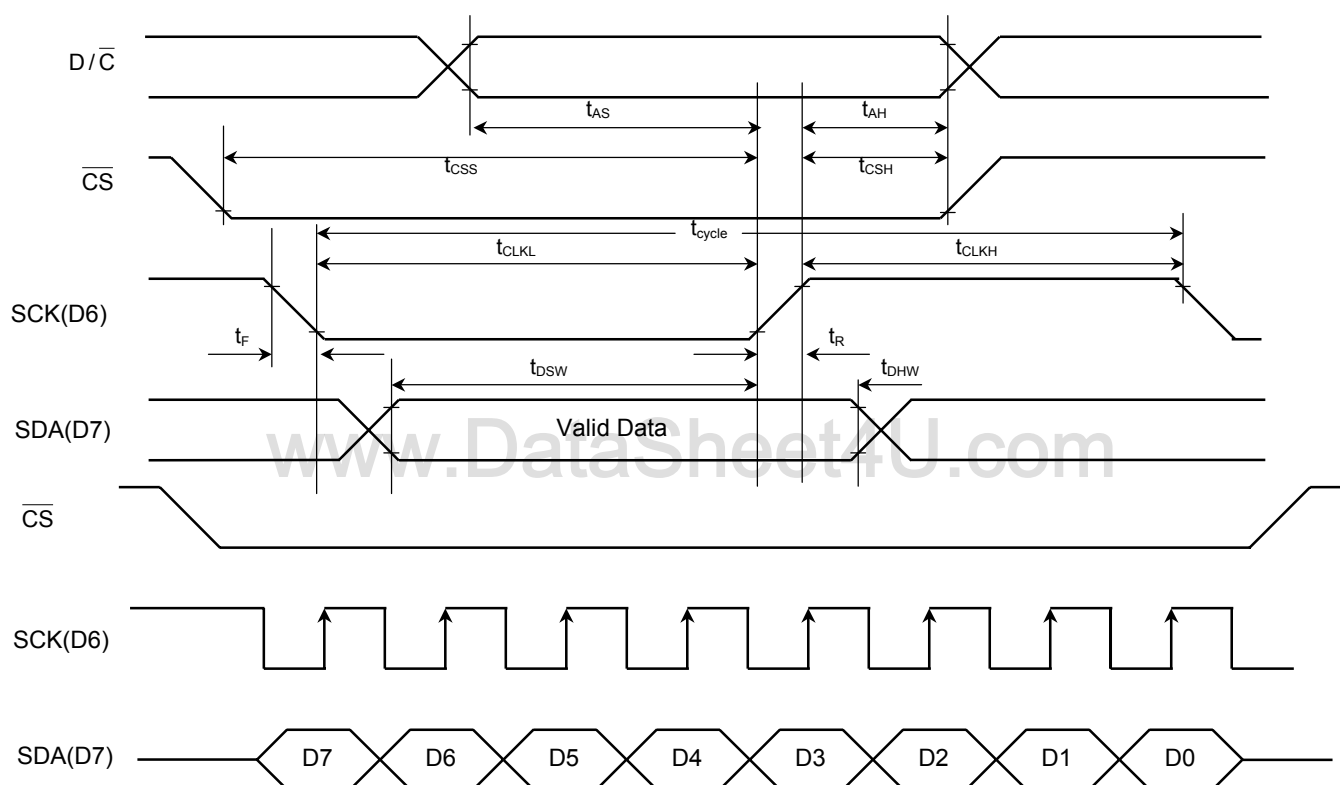 D / C
tAS
tAH
CS
tCSS
tCSH
tcycle
tCLKL
tCLKH
SCK(D6)
tF
tR
tDSW
tDHW
SDA(D7)
Valid Data
www.DataSheet4U.com
CS
SCK(D6)
SDA(D7)
D7
D6
D5
D4
D3
D2
D1
D0